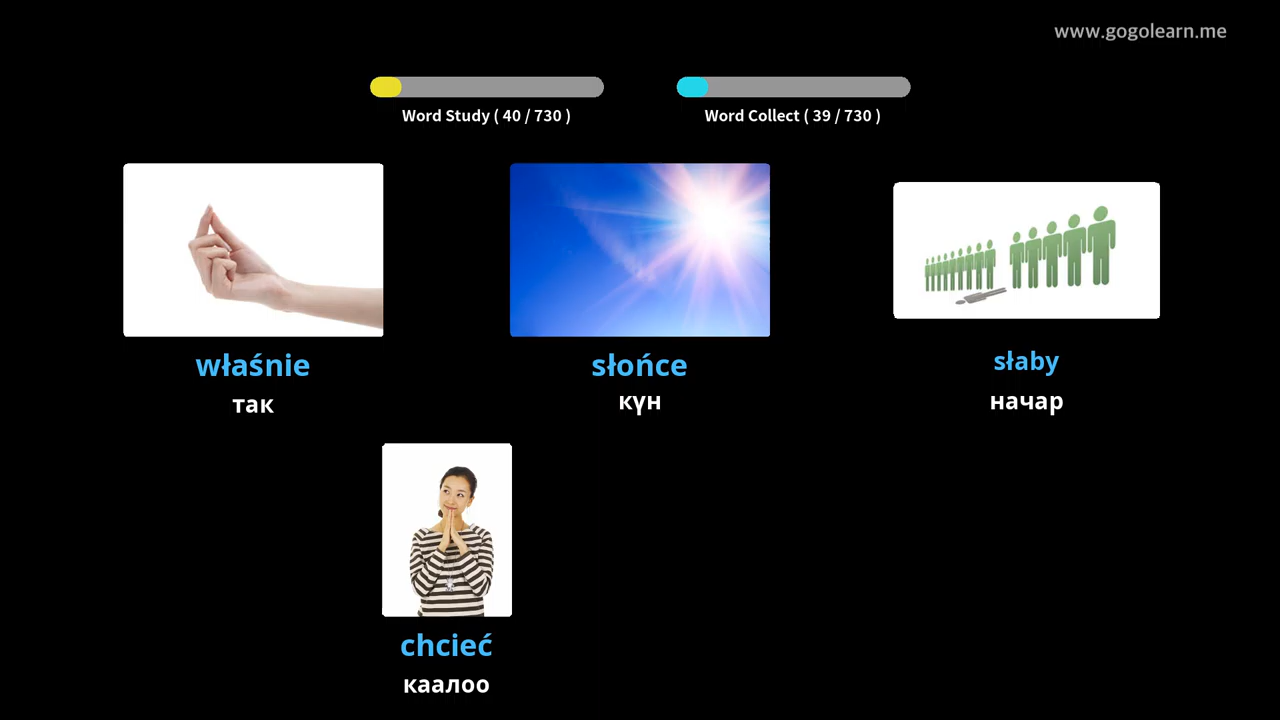 www.gogolearn.me
Word Study ( 40 / 730 )
Word Collect ( 39 / 730 )
właśnie
słońce
słaby
так
күн
начар
chcieć
каалоо